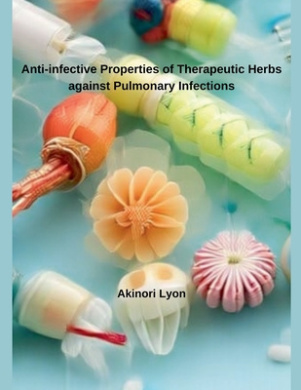 Anti-infective Properties of Therapeutic Herbs
against Pulmonary Infections
Akinori Lyon